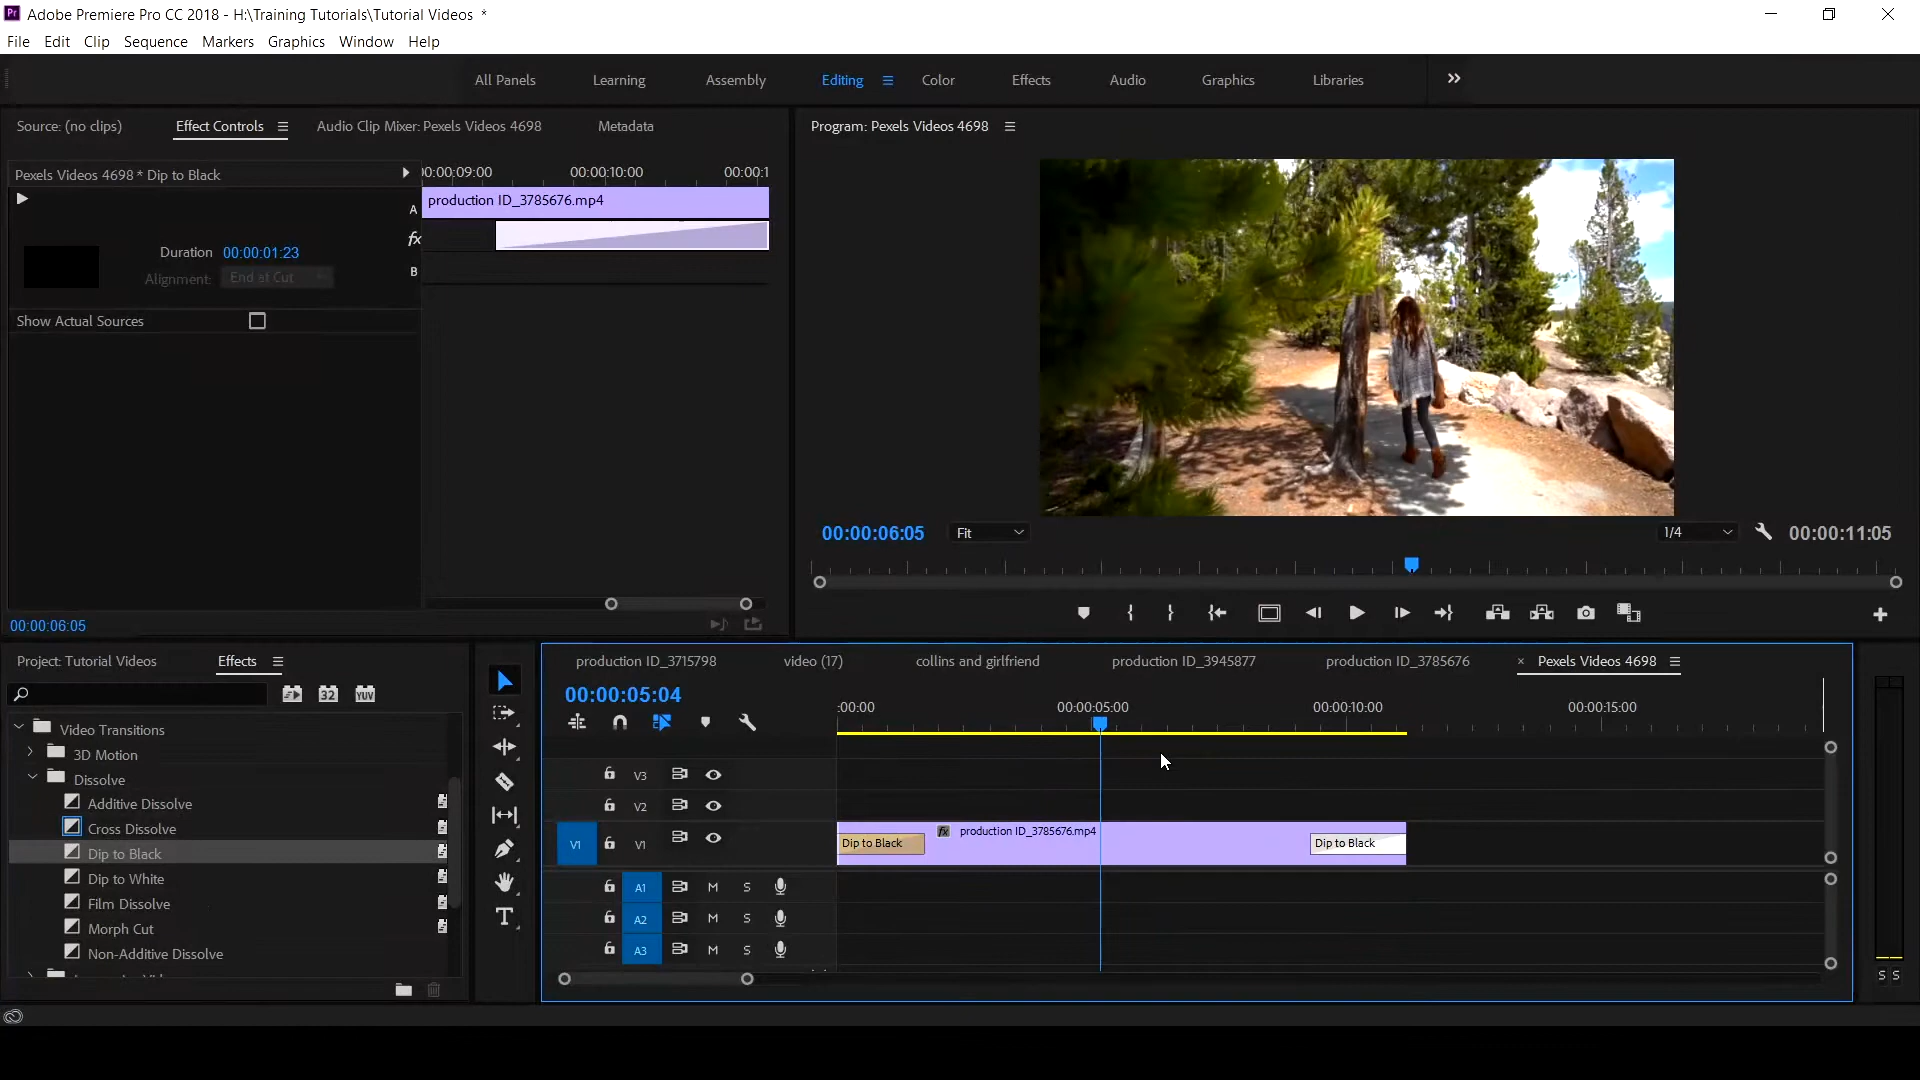 Pr Adobe Premiere Pro CC 2018 - H:\Training Tutorials\Tutorial Videos *
File Edit Clip Sequence Markers Graphics Window Help
All Panels Learning Assembly Editing Color Effects Audio Graphics Libraries
Source: (no clips) Effect Controls Audio Clip Mixer: Pexels Videos 4698 Metadata
Program: Pexels Videos 4698
Pexels Videos 4698 * Dip to Black
00:00:09:00 00:00:10:00 00:00:1
A production ID_3785676.mp4
fx
Duration 00:00:01:23
B
Alignment: End at Cut
Show Actual Sources
00:00:06:05 Fit 1/4 00:00:11:05
00:00:06:05
Project: Tutorial Videos Effects
32 YUV
Video Transitions
3D Motion
Dissolve
Additive Dissolve
Cross Dissolve
Dip to Black
Dip to White
Film Dissolve
Morph Cut
Non-Additive Dissolve
production ID_3715798 video (17) collins and girlfriend production ID_3945877 production ID_3785676 × Pexels Videos 4698
00:00:05:04
:00:00 00:00:05:00 00:00:10:00 00:00:15:00
V3
V2
V1 V1 Dip to Black fx production ID_3785676.mp4 Dip to Black
A1 M S
A2 M S
A3 M S
S S
T